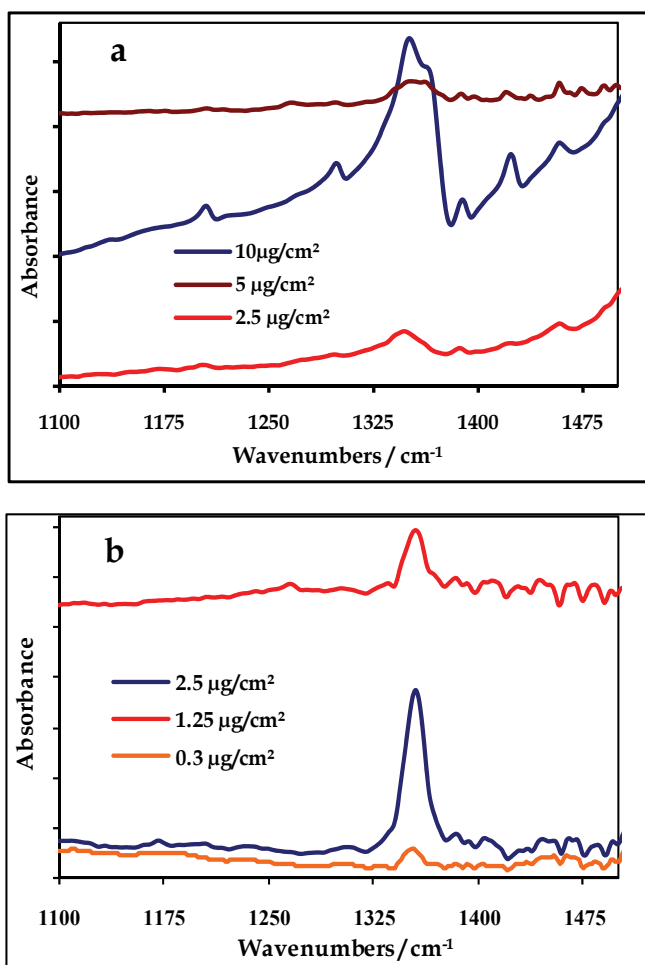 a
Absorbance
10µg/cm²
5 µg/cm²
2.5 µg/cm²
1100 1175 1250 1325 1400 1475
Wavenumbers / cm⁻¹
b
Absorbance
2.5 µg/cm²
1.25 µg/cm²
0.3 µg/cm²
1100 1175 1250 1325 1400 1475
Wavenumbers / cm⁻¹